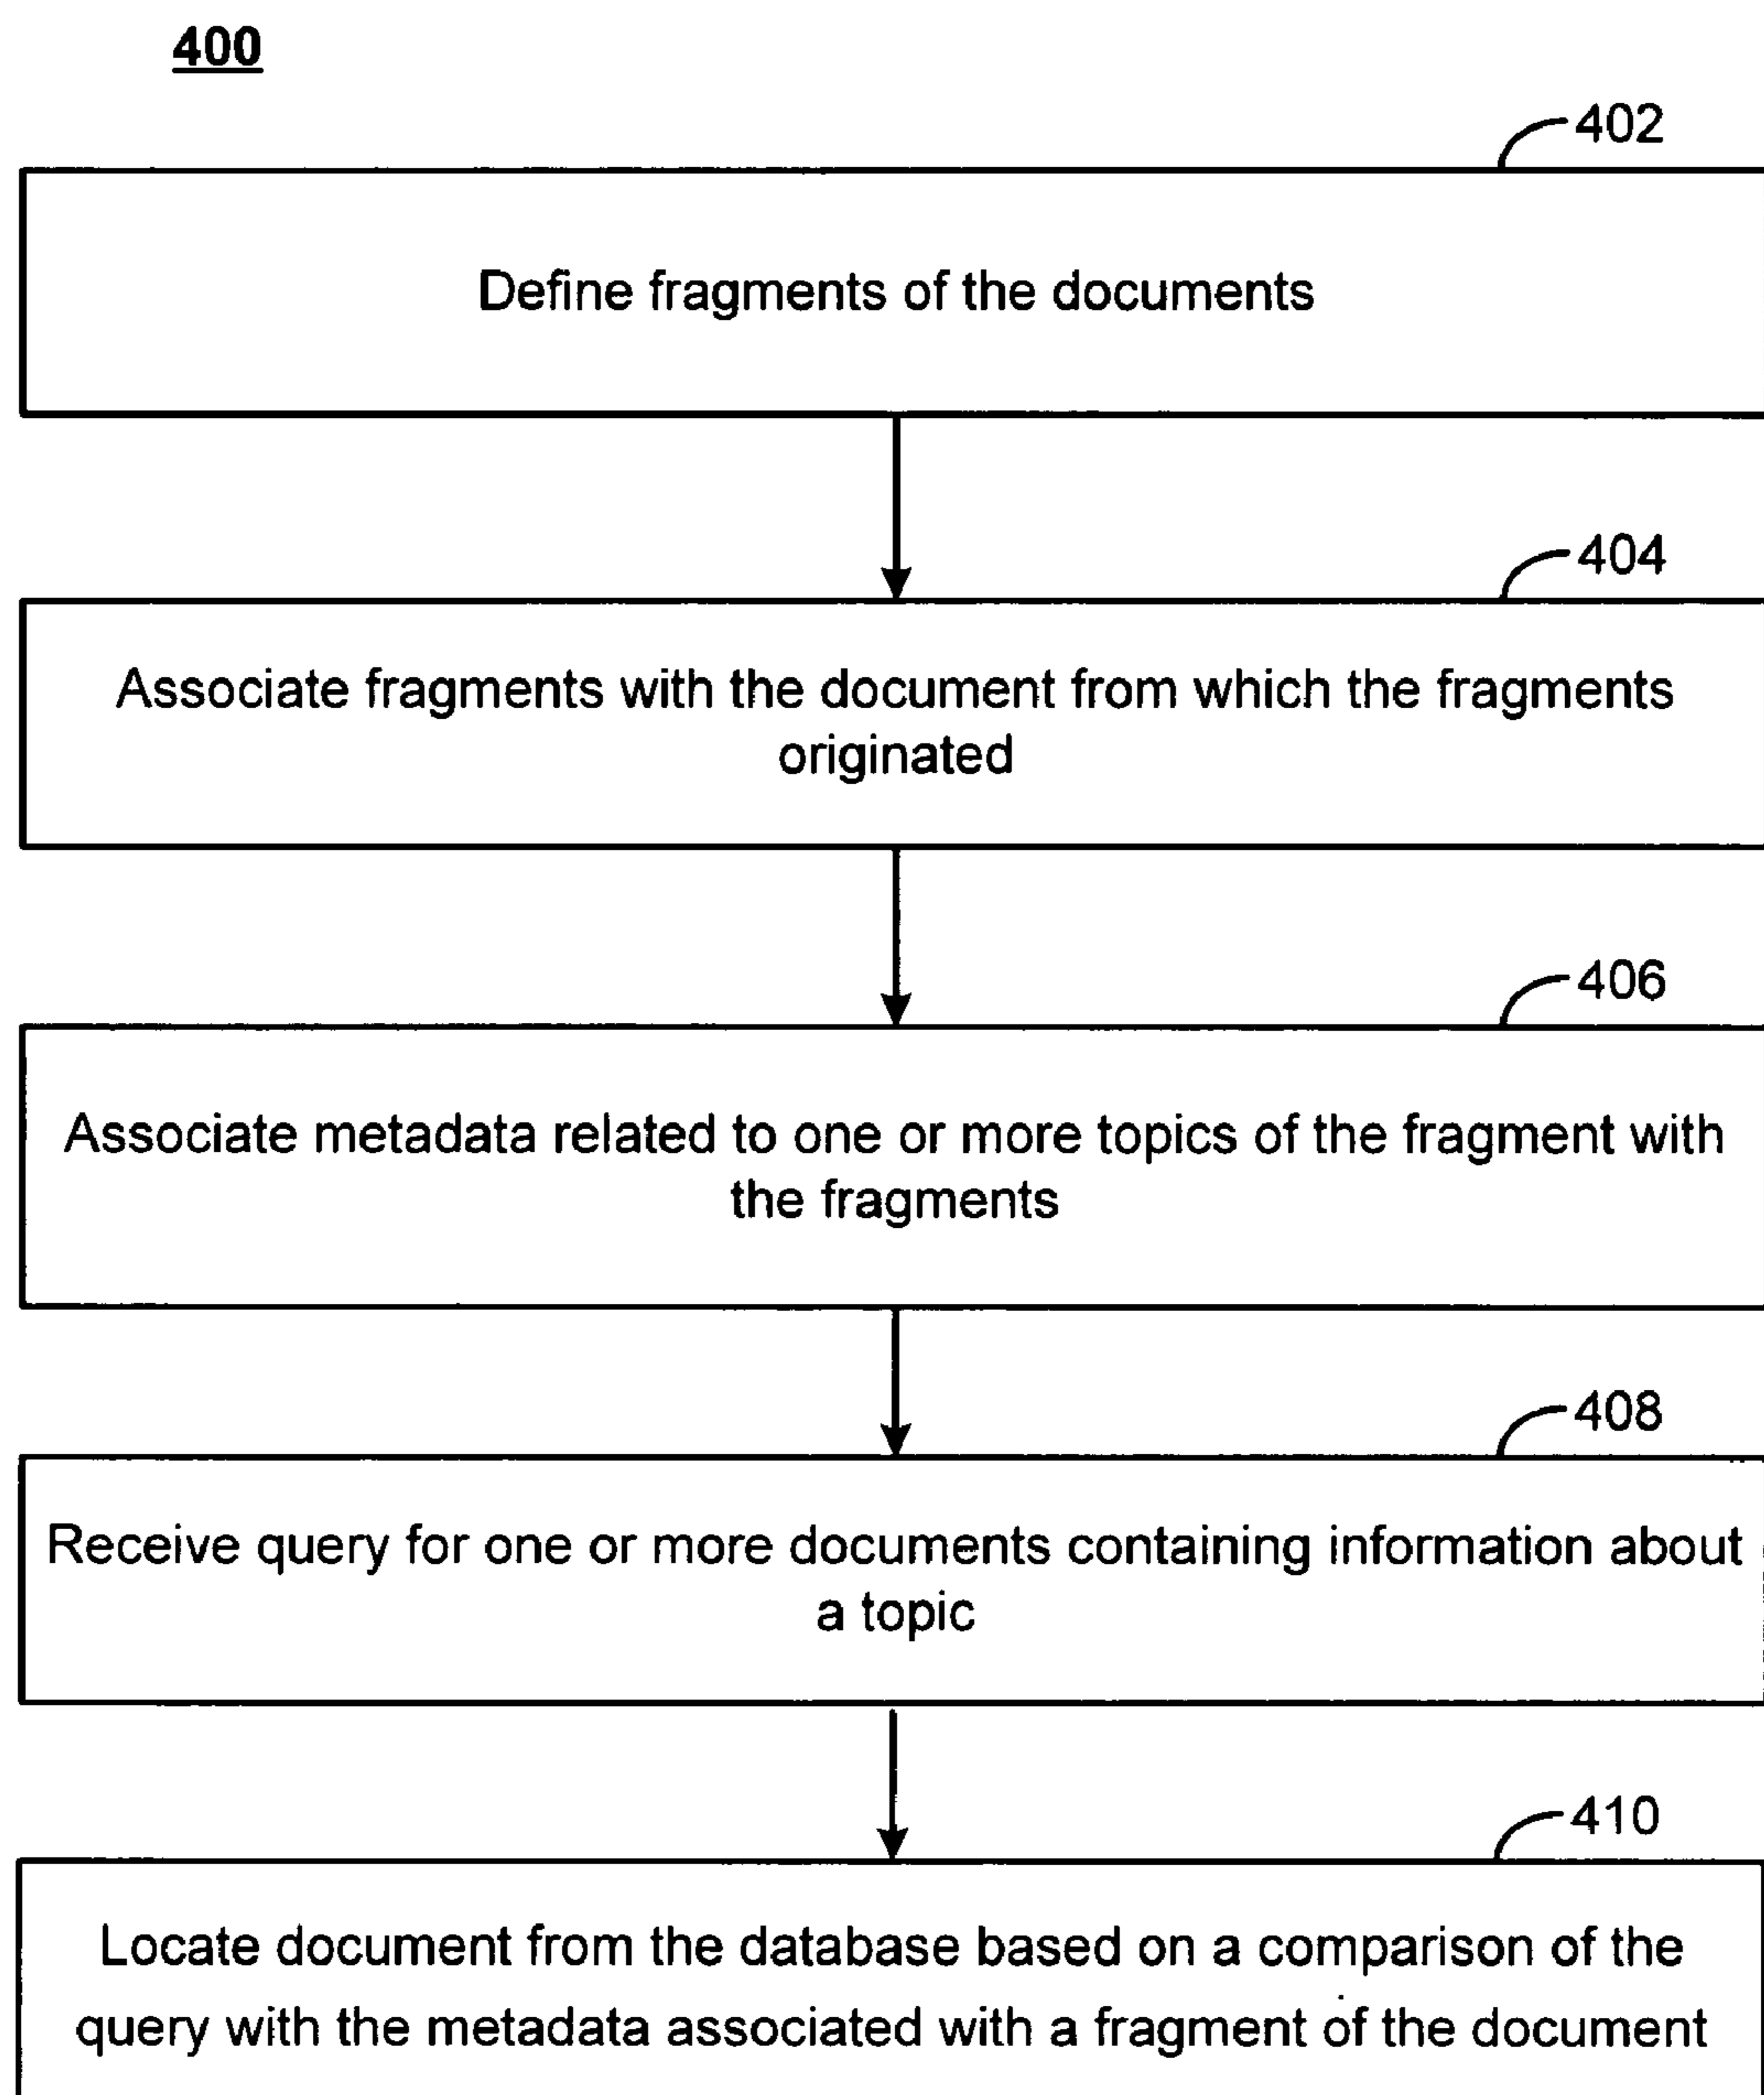 400
402
Define fragments of the documents
404
Associate fragments with the document from which the fragments
originated
406
Associate metadata related to one or more topics of the fragment with
the fragments
408
Receive query for one or more documents containing information about
a topic
410
Locate document from the database based on a comparison of the
query with the metadata associated with a fragment of the document